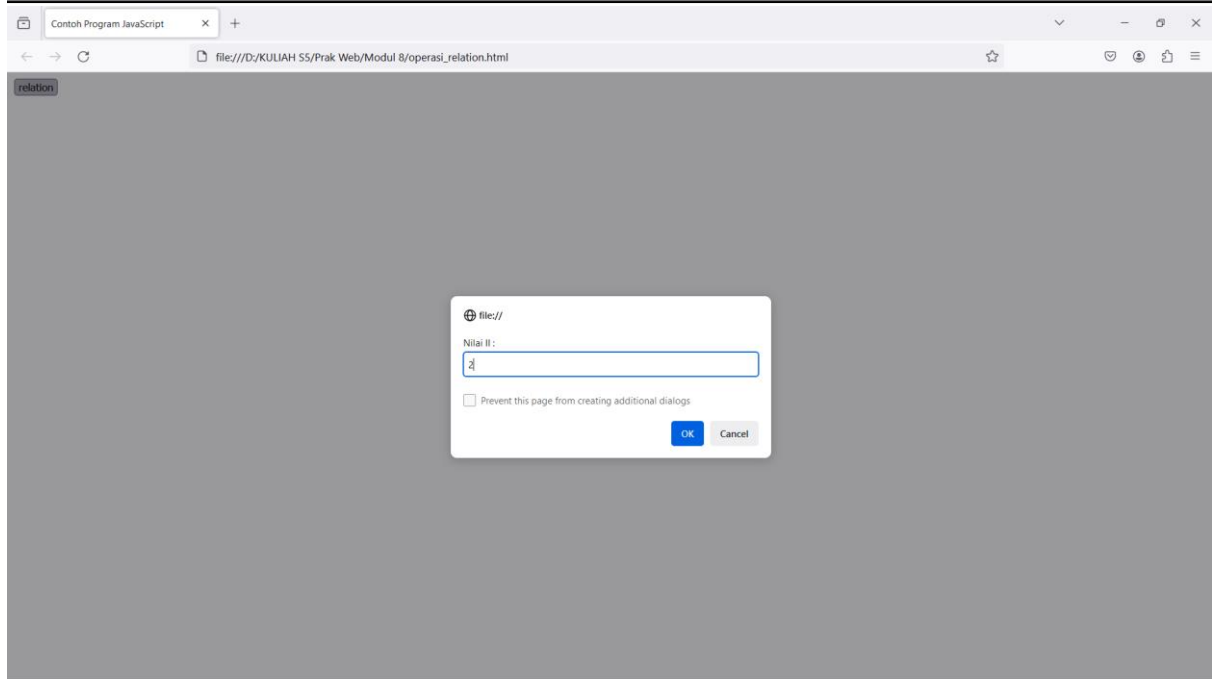 Contoh Program JavaScript
file:///D:/KULIAH S5/Prak Web/Modul 8/operasi_relation.html
relation
file://
Nilai II :
2
Prevent this page from creating additional dialogs
OK Cancel